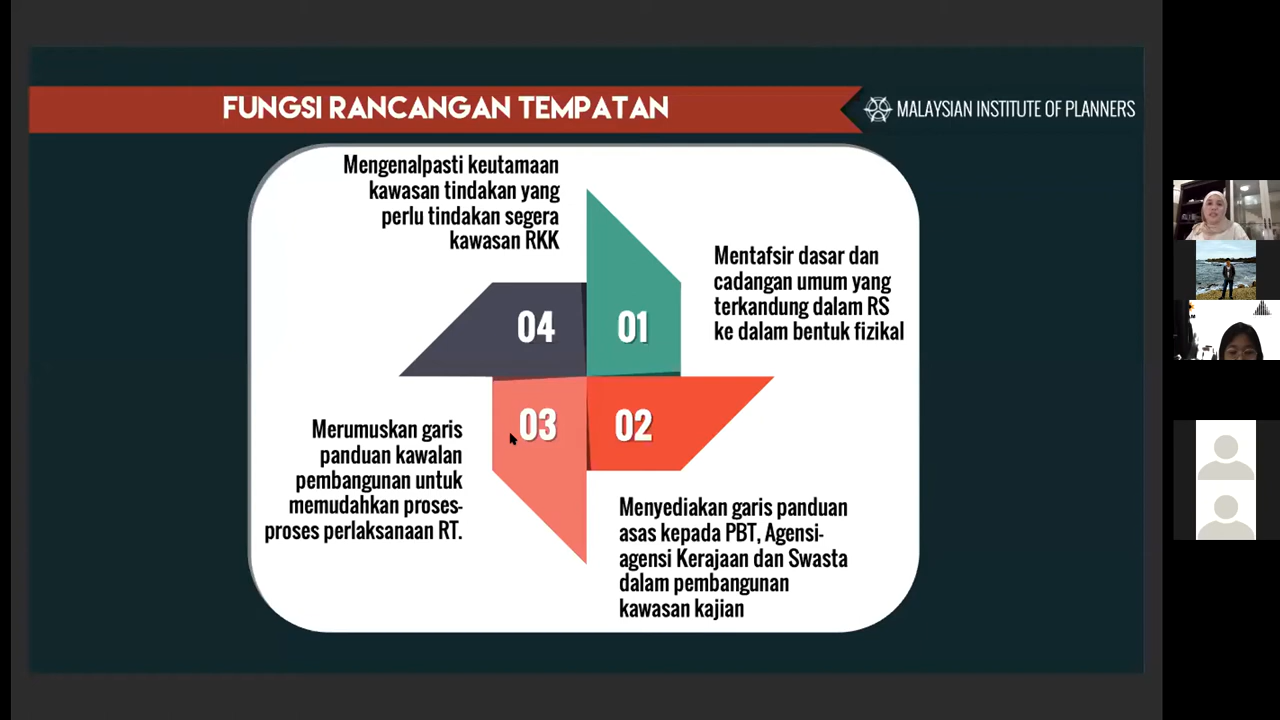 FUNGSI RANCANGAN TEMPATAN
MALAYSIAN INSTITUTE OF PLANNERS
Mengenalpasti keutamaan
kawasan tindakan yang
perlu tindakan segera
kawasan RKK
Mentafsir dasar dan
cadangan umum yang
terkandung dalam RS
ke dalam bentuk fizikal
04
01
03
02
Merumuskan garis
panduan kawalan
pembangunan untuk
memudahkan proses-
proses perlaksanaan RT.
Menyediakan garis panduan
asas kepada PBT, Agensi-
agensi Kerajaan dan Swasta
dalam pembangunan
kawasan kajian